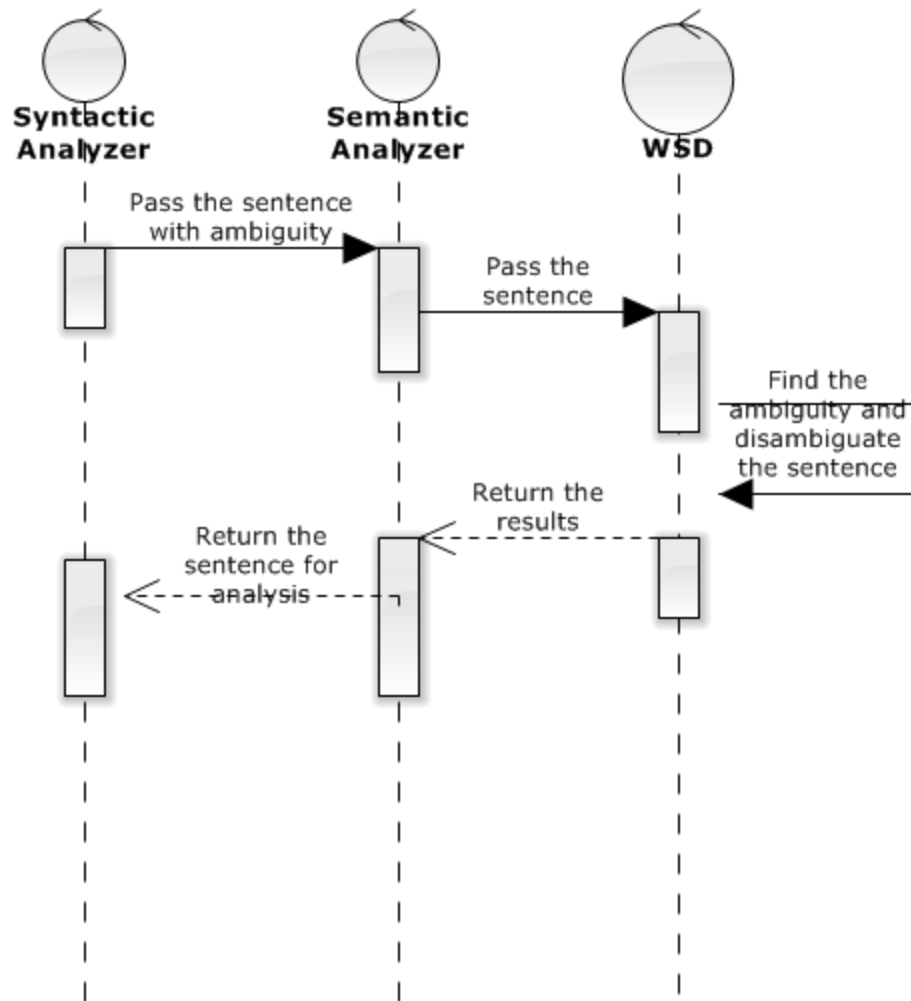 Syntactic
Analyzer
Semantic
Analyzer
WSD
Pass the sentence
with ambiguity
Pass the
sentence
Find the
ambiguity and
disambiguate
the sentence
Return the
results
Return the
sentence for
analysis